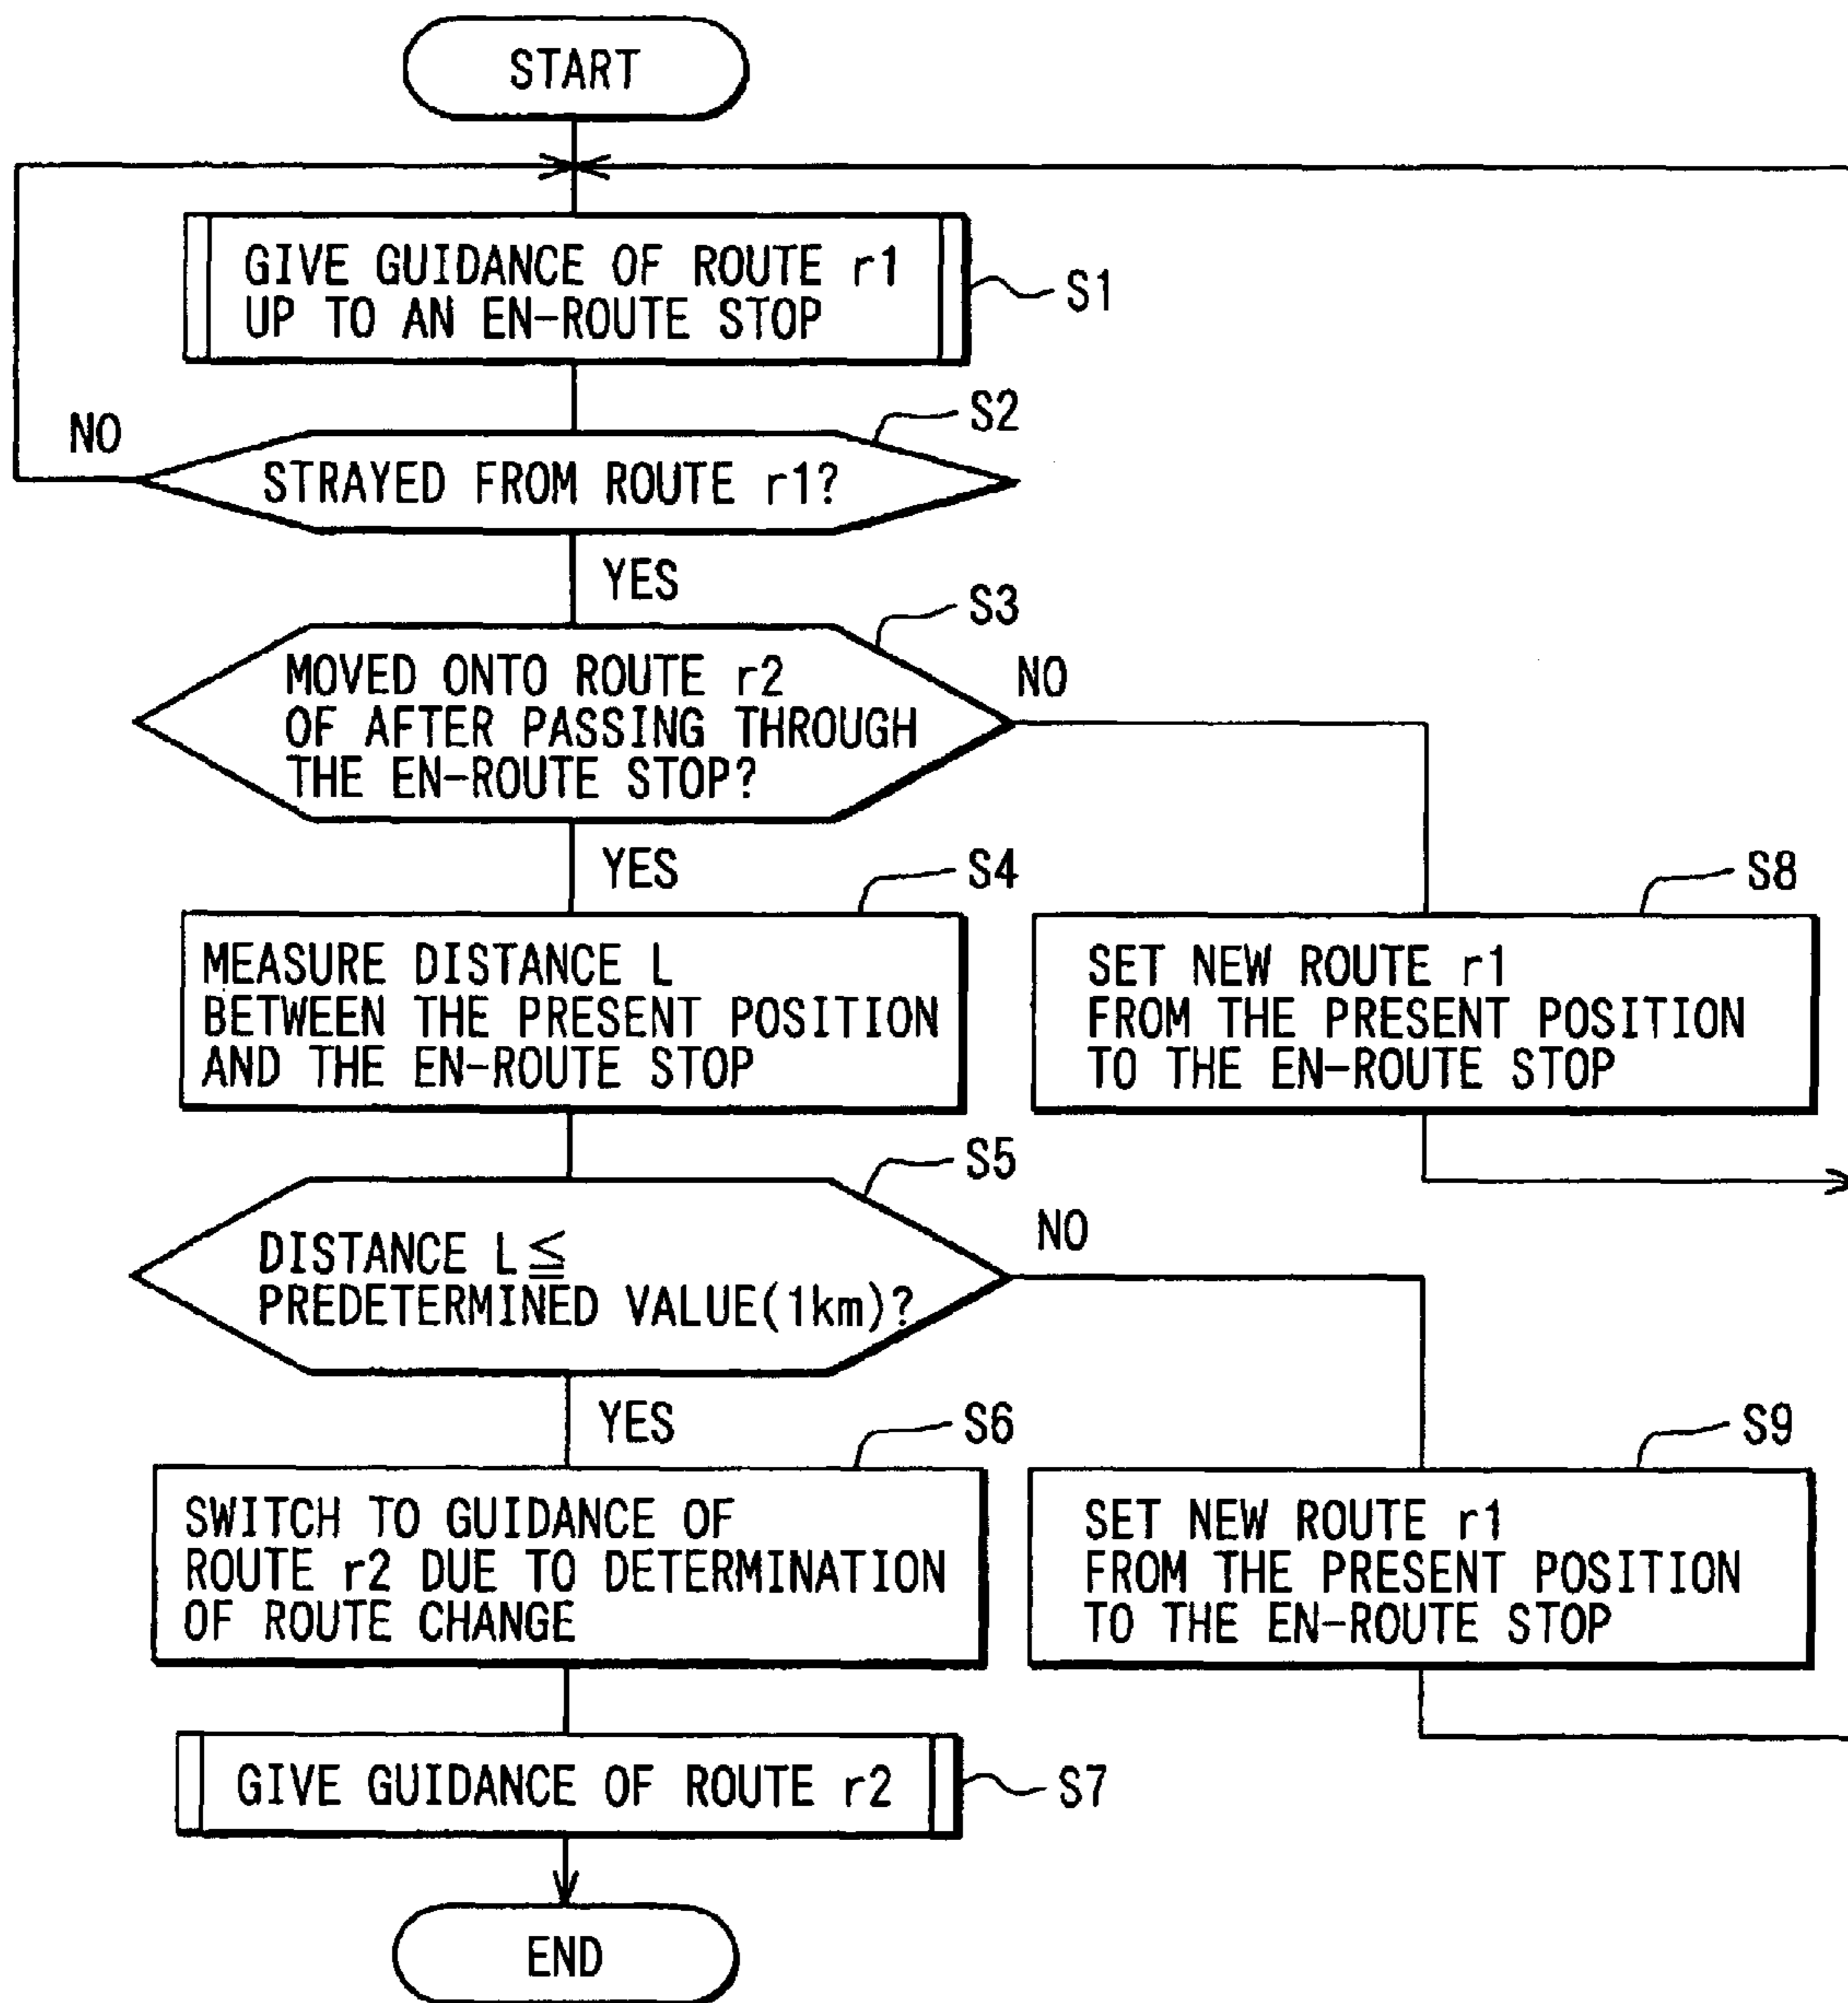 START
GIVE GUIDANCE OF ROUTE r1
UP TO AN EN-ROUTE STOP
S1
S2
NO
STRAYED FROM ROUTE r1?
YES
S3
MOVED ONTO ROUTE r2
OF AFTER PASSING THROUGH
THE EN-ROUTE STOP?
NO
YES
S4
MEASURE DISTANCE L
BETWEEN THE PRESENT POSITION
AND THE EN-ROUTE STOP
S8
SET NEW ROUTE r1
FROM THE PRESENT POSITION
TO THE EN-ROUTE STOP
S5
DISTANCE L≦
PREDETERMINED VALUE(1km)?
NO
YES
S6
SWITCH TO GUIDANCE OF
ROUTE r2 DUE TO DETERMINATION
OF ROUTE CHANGE
S9
SET NEW ROUTE r1
FROM THE PRESENT POSITION
TO THE EN-ROUTE STOP
GIVE GUIDANCE OF ROUTE r2
S7
END